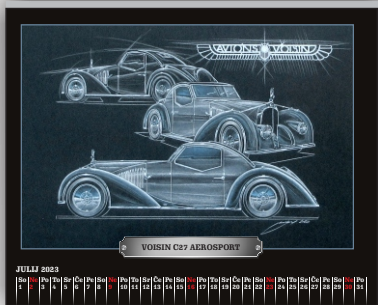 AVIONS VOISIN
VOISIN C27 AEROSPORT
JULIJ 2023
So Ne Po To Sr Če Pe So Ne Po To Sr Če Pe So Ne Po To Sr Če Pe So Ne Po To Sr Če Pe So Ne Po
1 2 3 4 5 6 7 8 9 10 11 12 13 14 15 16 17 18 19 20 21 22 23 24 25 26 27 28 29 30 31